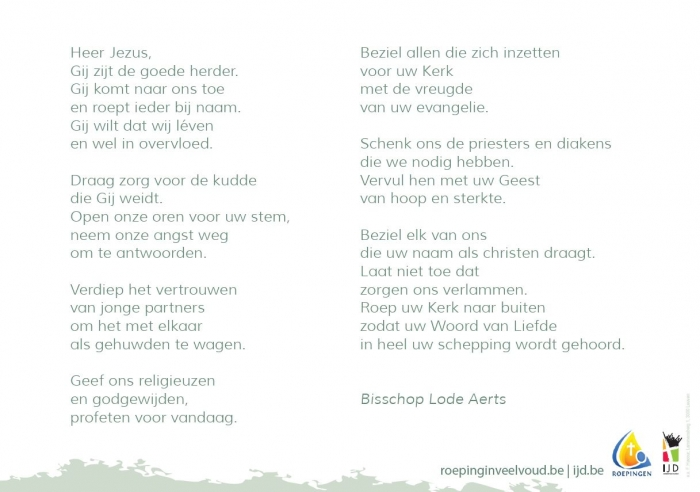 Heer Jezus,
Gij zijt de goede herder.
Gij komt naar ons toe
en roept ieder bij naam.
Gij wilt dat wij léven
en wel in overvloed.

Draag zorg voor de kudde
die Gij weidt.
Open onze oren voor uw stem,
neem onze angst weg
om te antwoorden.

Verdiep het vertrouwen
van jonge partners
om het met elkaar
als gehuwden te wagen.

Geef ons religieuzen
en godgewijden,
profeten voor vandaag.

Beziel allen die zich inzetten
voor uw Kerk
met de vreugde
van uw evangelie.

Schenk ons de priesters en diakens
die we nodig hebben.
Vervul hen met uw Geest
van hoop en sterkte.

Beziel elk van ons
die uw naam als christen draagt.
Laat niet toe dat
zorgen ons verlammen.
Roep uw Kerk naar buiten
zodat uw Woord van Liefde
in heel uw schepping wordt gehoord.

Bisschop Lode Aerts

roepinginveelvoud.be | ijd.be
ROEPINGEN
IJD